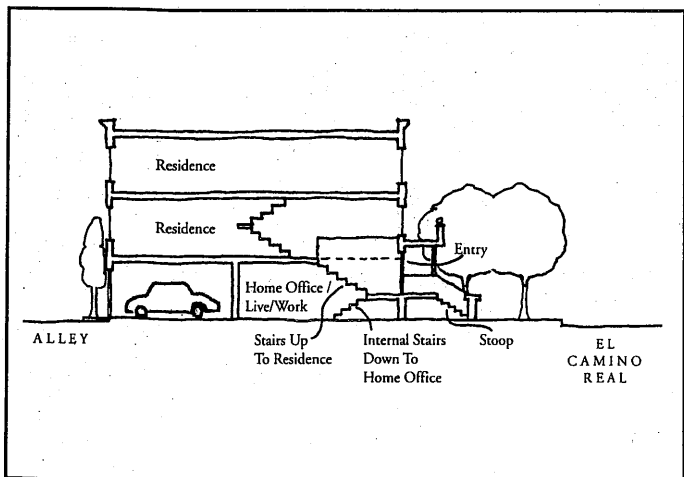 Residence
Residence
Entry
Home Office /
Live/Work
ALLEY
Stairs Up
To Residence
Internal Stairs
Down To
Home Office
Stoop
EL
CAMINO
REAL